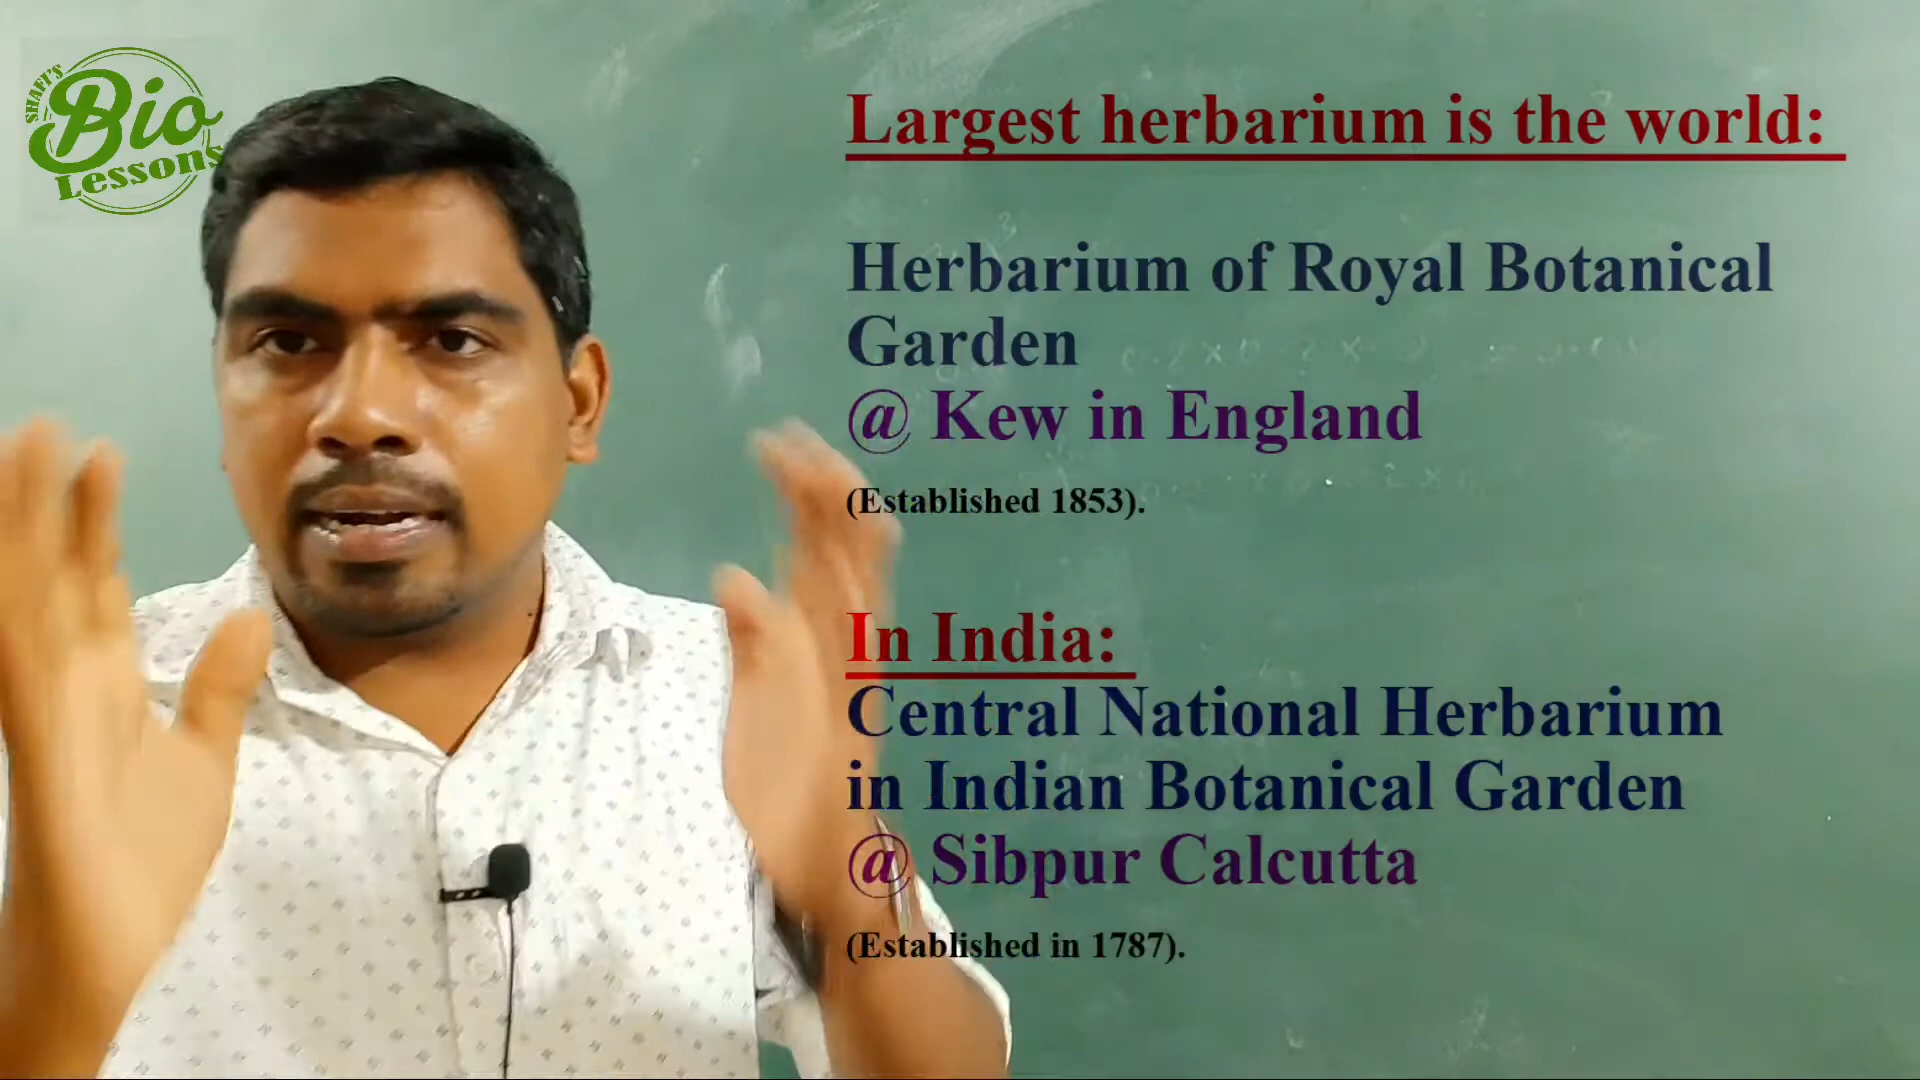 SHAFI'S
Bio
Lessons
Largest herbarium is the world:
Herbarium of Royal Botanical
Garden
@ Kew in England
(Established 1853).
In India:
Central National Herbarium
in Indian Botanical Garden
@ Sibpur Calcutta
(Established in 1787).